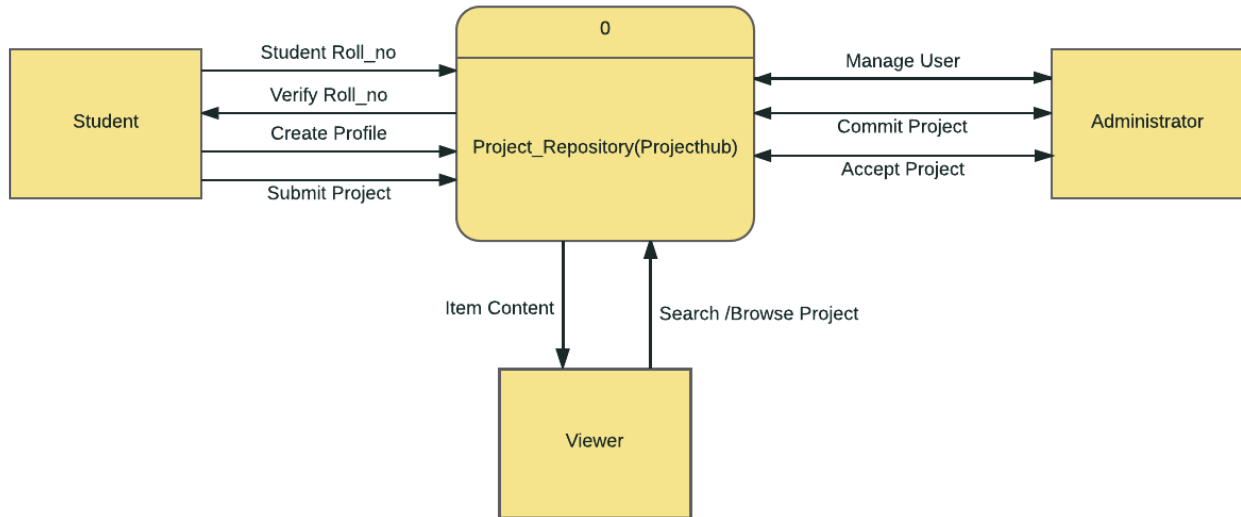 0
Student Roll_no
Manage User
Verify Roll_no
Student
Commit Project
Administrator
Create Profile
Project_Repository(Projecthub)
Accept Project
Submit Project
Item Content
Search /Browse Project
Viewer